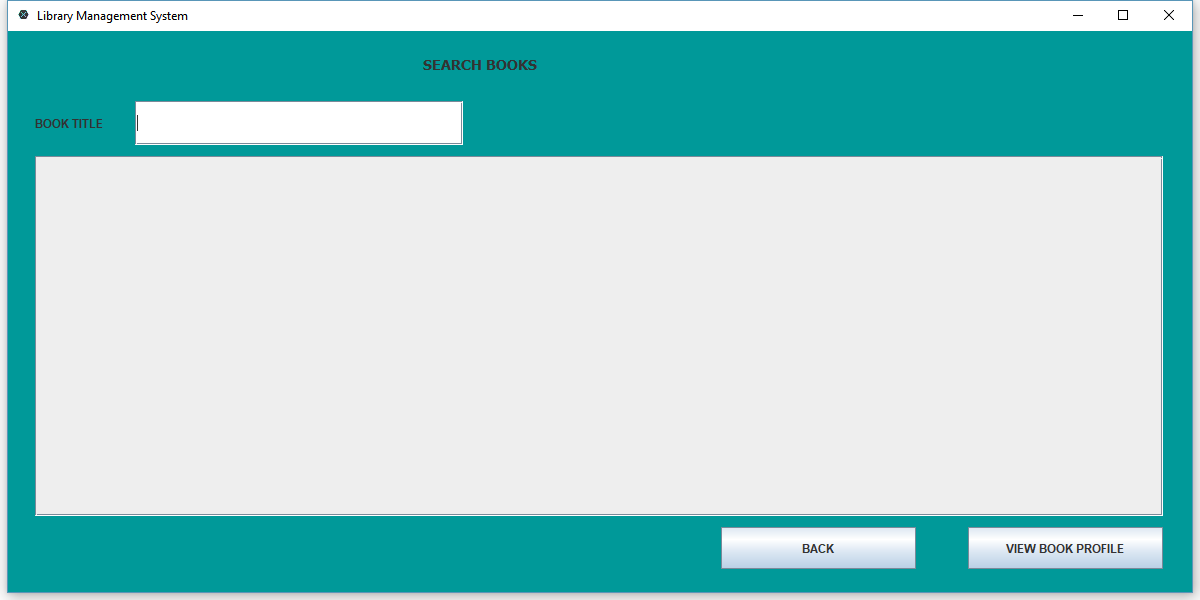 Library Management System
SEARCH BOOKS
BOOK TITLE
BACK
VIEW BOOK PROFILE